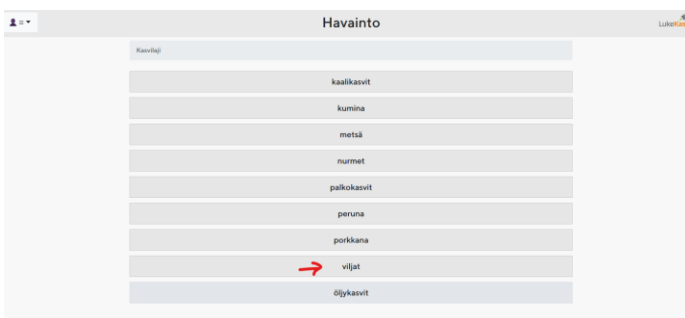 Havainto
Kasvilaji
kaalikasvit
kumina
metsä
nurmet
palkokasvit
peruna
porkkana
viljat
öljykasvit